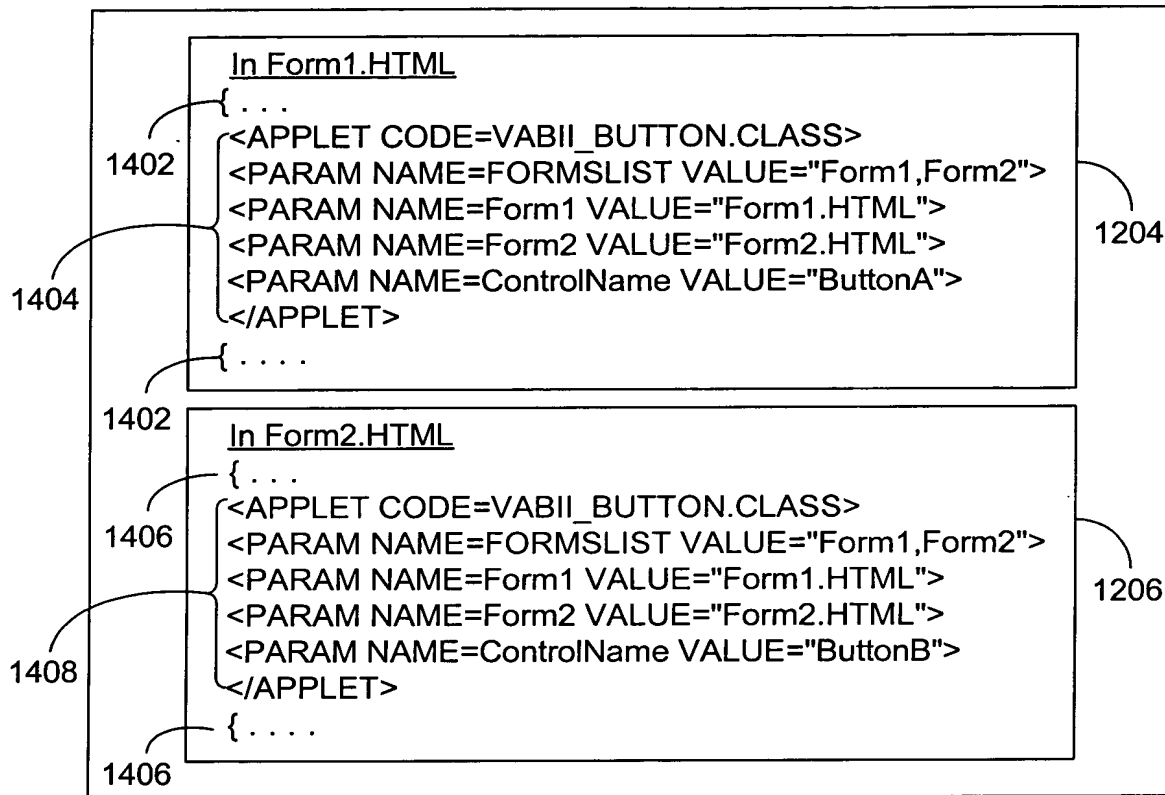 In Form1.HTML
{ . . .
1402
<APPLET CODE=VABII_BUTTON.CLASS>
<PARAM NAME=FORMSLIST VALUE="Form1,Form2">
<PARAM NAME=Form1 VALUE="Form1.HTML">
<PARAM NAME=Form2 VALUE="Form2.HTML">
1204
<PARAM NAME=ControlName VALUE="ButtonA">
1404
</APPLET>
{ . . . .
1402
In Form2.HTML
{ . . .
<APPLET CODE=VABII_BUTTON.CLASS>
1406
<PARAM NAME=FORMSLIST VALUE="Form1,Form2">
<PARAM NAME=Form1 VALUE="Form1.HTML">
1206
<PARAM NAME=Form2 VALUE="Form2.HTML">
<PARAM NAME=ControlName VALUE="ButtonB">
1408
</APPLET>
{ . . . .
1406